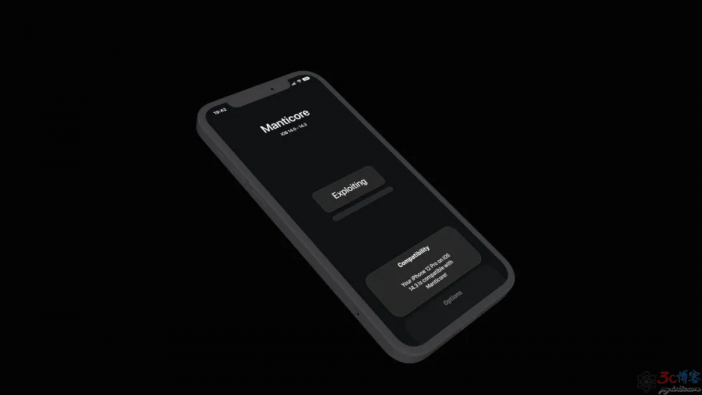 19:42
Manticore
iOS 14.0 - 14.3
Exploiting
Compatibility
Your iPhone 12 Pro on iOS
14.3 is compatible with
Manticore!
Options
3c博客